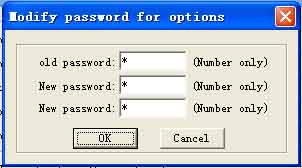 Modify password for options
old password: * (Number only)
New password: * (Number only)
New password: * (Number only)
OK Cancel